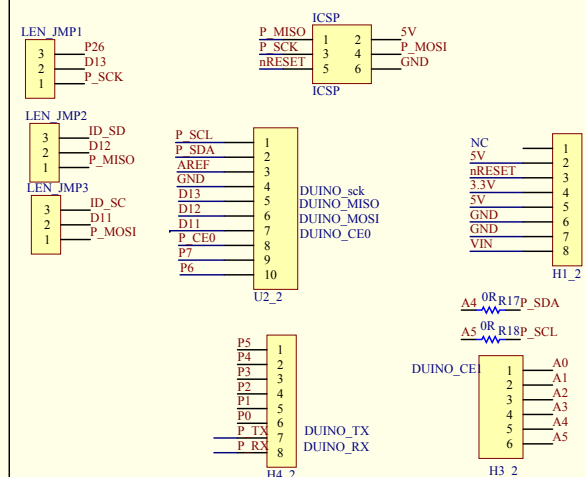 LEN_JMP1
3 P26
2 D13
1 P_SCK
ICSP
P_MISO 1 2 5V
P_SCK 3 4 P_MOSI
nRESET 5 6 GND
ICSP
LEN_JMP2
3 ID_SD
2 D12
1 P_MISO
LEN_JMP3
3 ID_SC
2 D11
1 P_MOSI
P_SCL 1
P_SDA 2
AREF 3
GND 4 DUINO_sck
D13 5 DUINO_MISO
D12 6 DUINO_MOSI
D11 7 DUINO_CE0
P_CE0 8
P7 9
P6 10
U2_2
NC 1
5V 2
nRESET 3
3.3V 4
5V 5
GND 6
GND 7
VIN 8
H1_2
A4 0R R17 P_SDA
A5 0R R18 P_SCL
P5 1
P4 2
P3 3
P2 4
P1 5
P0 6
P_TX 7 DUINO_TX
P_RX 8 DUINO_RX
H4_2
DUINO_CE1 1 A0
2 A1
3 A2
4 A3
5 A4
6 A5
H3_2